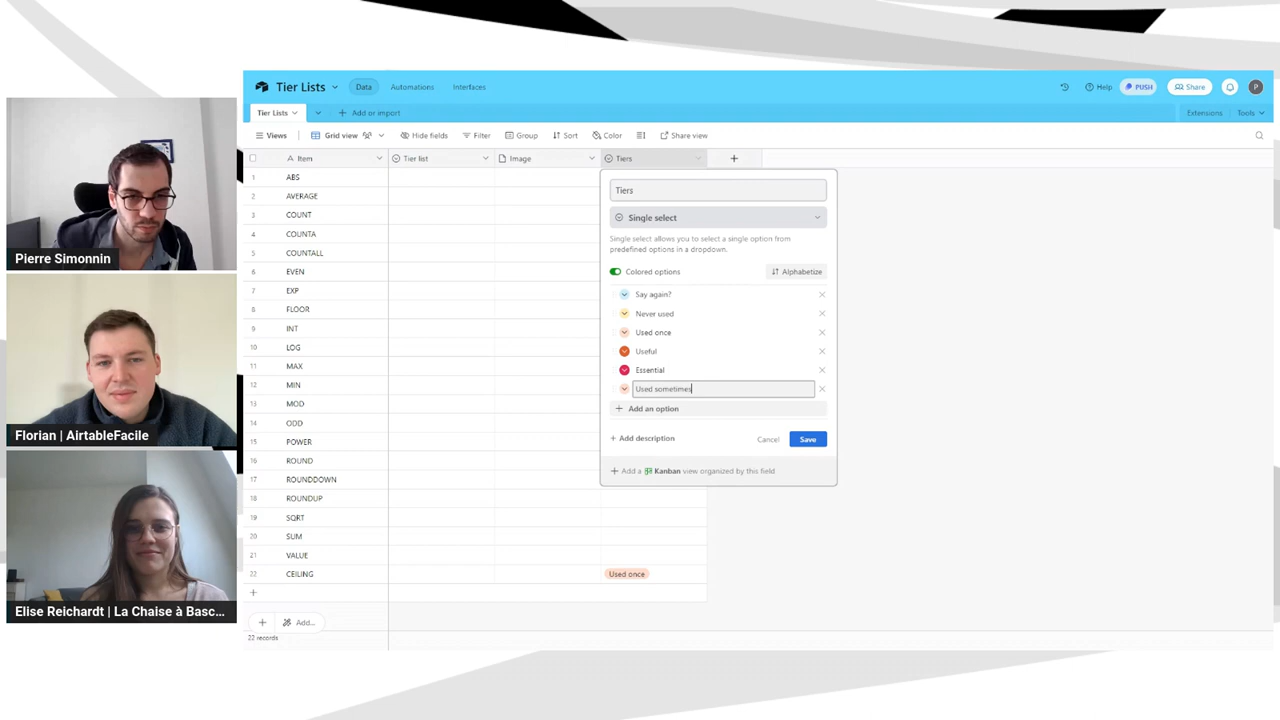 Pierre Simonnin
Florian | AirtableFacile
Elise Reichardt | La Chaise à Basc...
Tier Lists
Data
Automations
Interfaces
Help
PUSH
Share
P
Tier Lists
Add or import
Extensions
Tools
Views
Grid view
Hide fields
Filter
Group
Sort
Color
Share view
A Item
Tier list
Image
Tiers
1 ABS
2 AVERAGE
3 COUNT
4 COUNTA
5 COUNTALL
6 EVEN
7 EXP
8 FLOOR
9 INT
10 LOG
11 MAX
12 MIN
13 MOD
14 ODD
15 POWER
16 ROUND
17 ROUNDDOWN
18 ROUNDUP
19 SQRT
20 SUM
21 VALUE
22 CEILING
Used once
+
+ Add...
22 records
Tiers
Single select
Single select allows you to select a single option from
predefined options in a dropdown.
Colored options
Alphabetize
Say again?
Never used
Used once
Useful
Essential
Used sometimes
+ Add an option
+ Add description
Cancel
Save
+ Add a Kanban view organized by this field